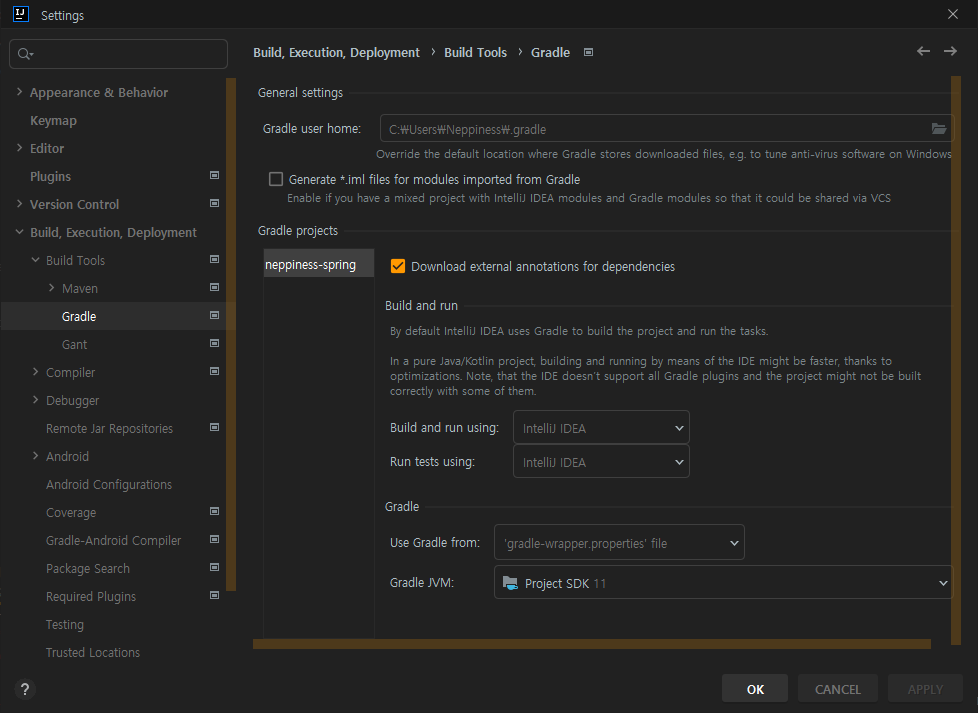 IJ
Settings
Build, Execution, Deployment › Build Tools › Gradle
Appearance & Behavior
Keymap
Editor
Plugins
Version Control
Build, Execution, Deployment
Build Tools
Maven
Gradle
Gant
Compiler
Debugger
Remote Jar Repositories
Android
Android Configurations
Coverage
Gradle-Android Compiler
Package Search
Required Plugins
Testing
Trusted Locations
?
General settings
Gradle user home: C:₩Users₩Neppiness₩.gradle
Override the default location where Gradle stores downloaded files, e.g. to tune anti-virus software on Windows
Generate *.iml files for modules imported from Gradle
Enable if you have a mixed project with IntelliJ IDEA modules and Gradle modules so that it could be shared via VCS
Gradle projects
neppiness-spring
Download external annotations for dependencies
Build and run
By default IntelliJ IDEA uses Gradle to build the project and run the tasks.
In a pure Java/Kotlin project, building and running by means of the IDE might be faster, thanks to
optimizations. Note, that the IDE doesn't support all Gradle plugins and the project might not be built
correctly with some of them.
Build and run using: IntelliJ IDEA
Run tests using: IntelliJ IDEA
Gradle
Use Gradle from: 'gradle-wrapper.properties' file
Gradle JVM: Project SDK 11
OK CANCEL APPLY